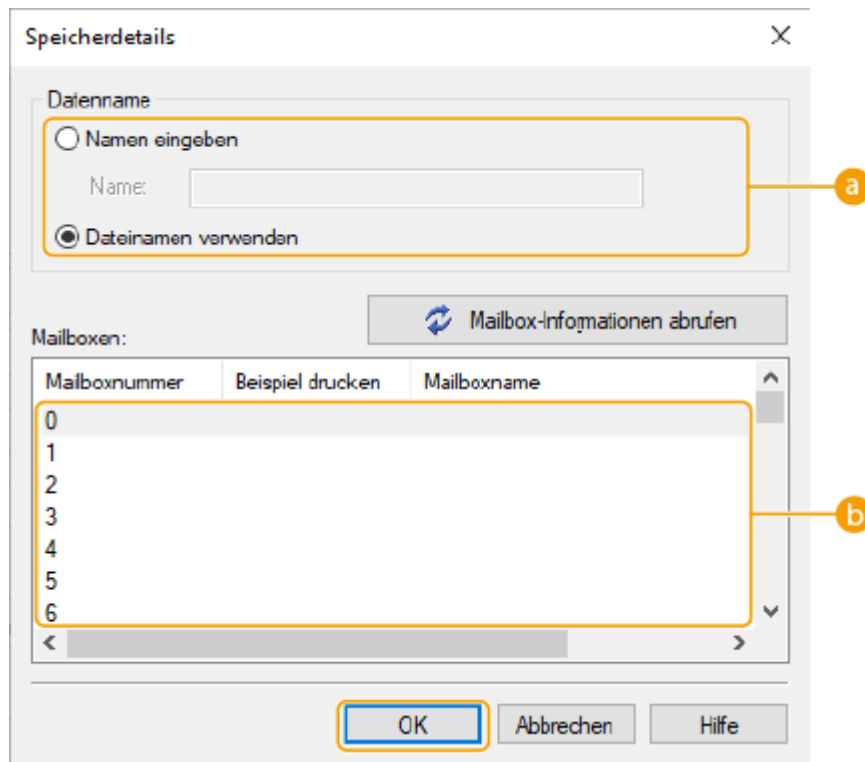 Speicherdetails
Datenname
Namen eingeben
Name:
a
Dateinamen verwenden
Mailbox-Informationen abrufen
Mailboxen:
Mailboxnummer Beispiel drucken Mailboxname
0
1
2
3
b
4
5
6
OK Abbrechen Hilfe